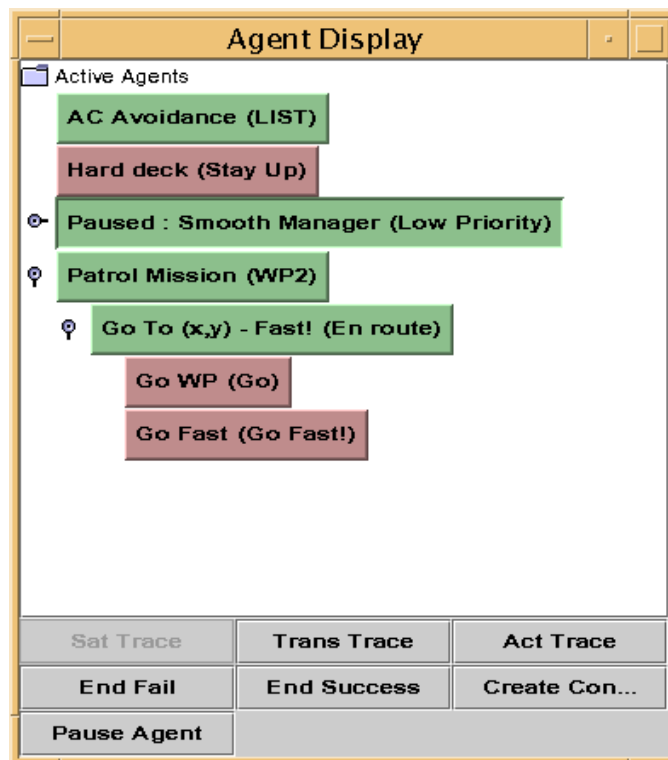 Agent Display
Active Agents
AC Avoidance (LIST)
Hard deck (Stay Up)
Paused : Smooth Manager (Low Priority)
Patrol Mission (WP2)
Go To (x,y) - Fast! (En route)
Go WP (Go)
Go Fast (Go Fast!)
Sat Trace Trans Trace Act Trace
End Fail End Success Create Con...
Pause Agent